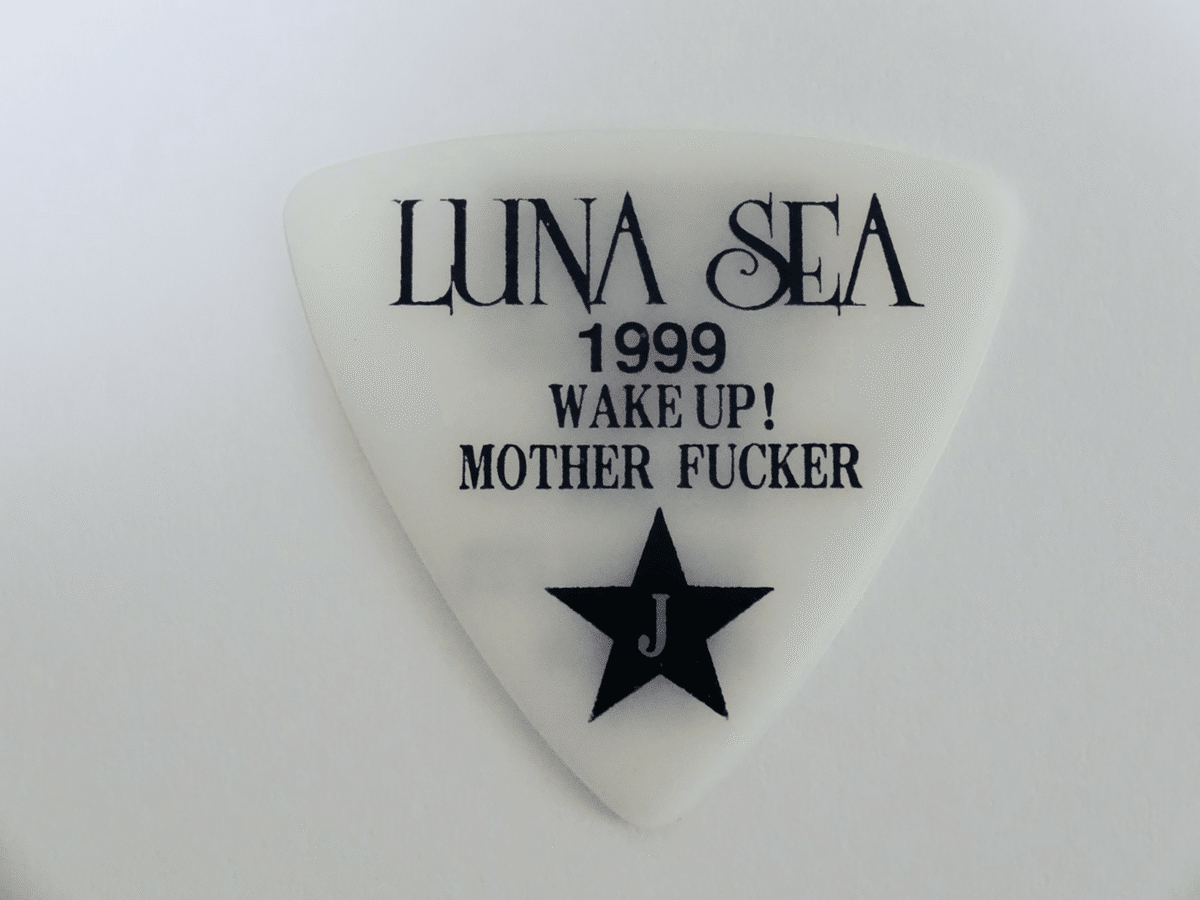 LUNA SEA
1999
WAKE UP!
MOTHER FUCKER
J